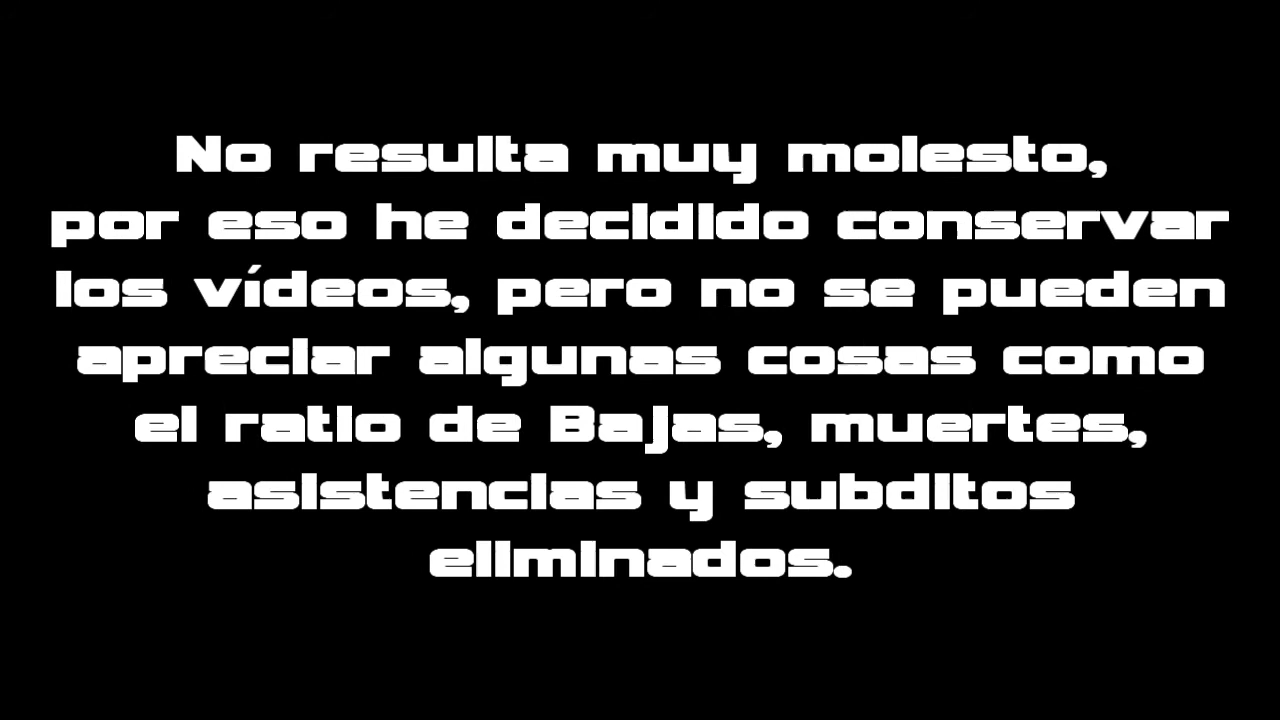 No resulta muy molesto,
por eso he decidido conservar
los vídeos, pero no se pueden
apreciar algunas cosas como
el ratio de Bajas, muertes,
asistencias y subditos
eliminados.